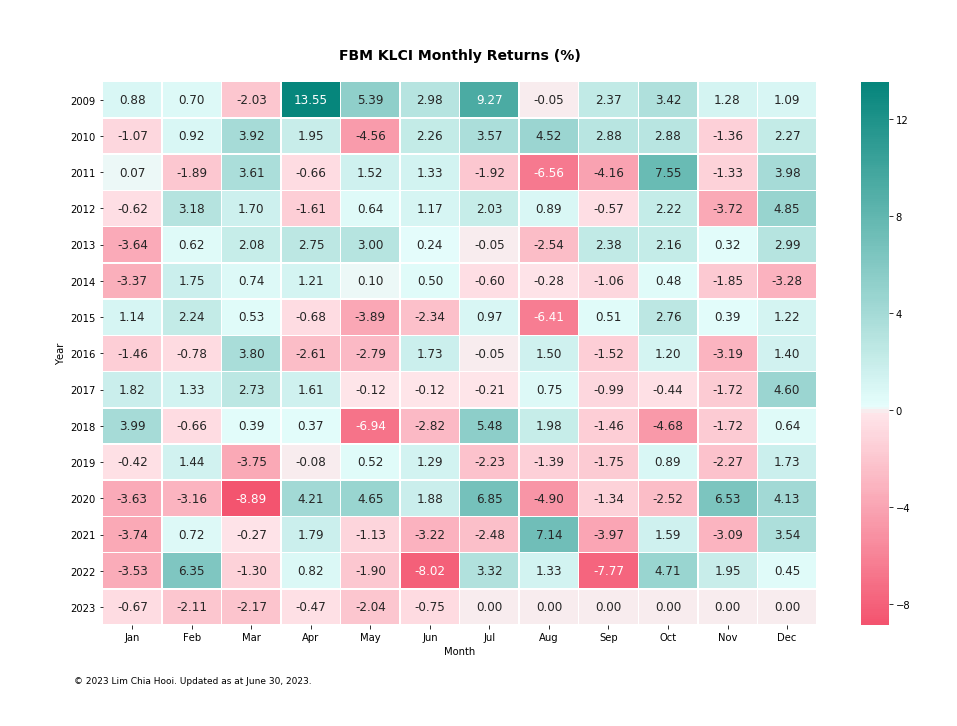 FBM KLCI Monthly Returns (%)
2009 0.88 0.70 -2.03 13.55 5.39 2.98 9.27 -0.05 2.37 3.42 1.28 1.09
12
2010 -1.07 0.92 3.92 1.95 -4.56 2.26 3.57 4.52 2.88 2.88 -1.36 2.27
2011 0.07 -1.89 3.61 -0.66 1.52 1.33 -1.92 -6.56 -4.16 7.55 -1.33 3.98
2012 -0.62 3.18 1.70 -1.61 0.64 1.17 2.03 0.89 -0.57 2.22 -3.72 4.85
8
2013 -3.64 0.62 2.08 2.75 3.00 0.24 -0.05 -2.54 2.38 2.16 0.32 2.99
2014 -3.37 1.75 0.74 1.21 0.10 0.50 -0.60 -0.28 -1.06 0.48 -1.85 -3.28
2015 1.14 2.24 0.53 -0.68 -3.89 -2.34 0.97 -6.41 0.51 2.76 0.39 1.22
4
Year
2016 -1.46 -0.78 3.80 -2.61 -2.79 1.73 -0.05 1.50 -1.52 1.20 -3.19 1.40
2017 1.82 1.33 2.73 1.61 -0.12 -0.12 -0.21 0.75 -0.99 -0.44 -1.72 4.60
0
2018 3.99 -0.66 0.39 0.37 -6.94 -2.82 5.48 1.98 -1.46 -4.68 -1.72 0.64
2019 -0.42 1.44 -3.75 -0.08 0.52 1.29 -2.23 -1.39 -1.75 0.89 -2.27 1.73
2020 -3.63 -3.16 -8.89 4.21 4.65 1.88 6.85 -4.90 -1.34 -2.52 6.53 4.13
−4
2021 -3.74 0.72 -0.27 1.79 -1.13 -3.22 -2.48 7.14 -3.97 1.59 -3.09 3.54
2022 -3.53 6.35 -1.30 0.82 -1.90 -8.02 3.32 1.33 -7.77 4.71 1.95 0.45
2023 -0.67 -2.11 -2.17 -0.47 -2.04 -0.75 0.00 0.00 0.00 0.00 0.00 0.00
−8
Jan Feb Mar Apr May Jun Jul Aug Sep Oct Nov Dec
Month
© 2023 Lim Chia Hooi. Updated as at June 30, 2023.